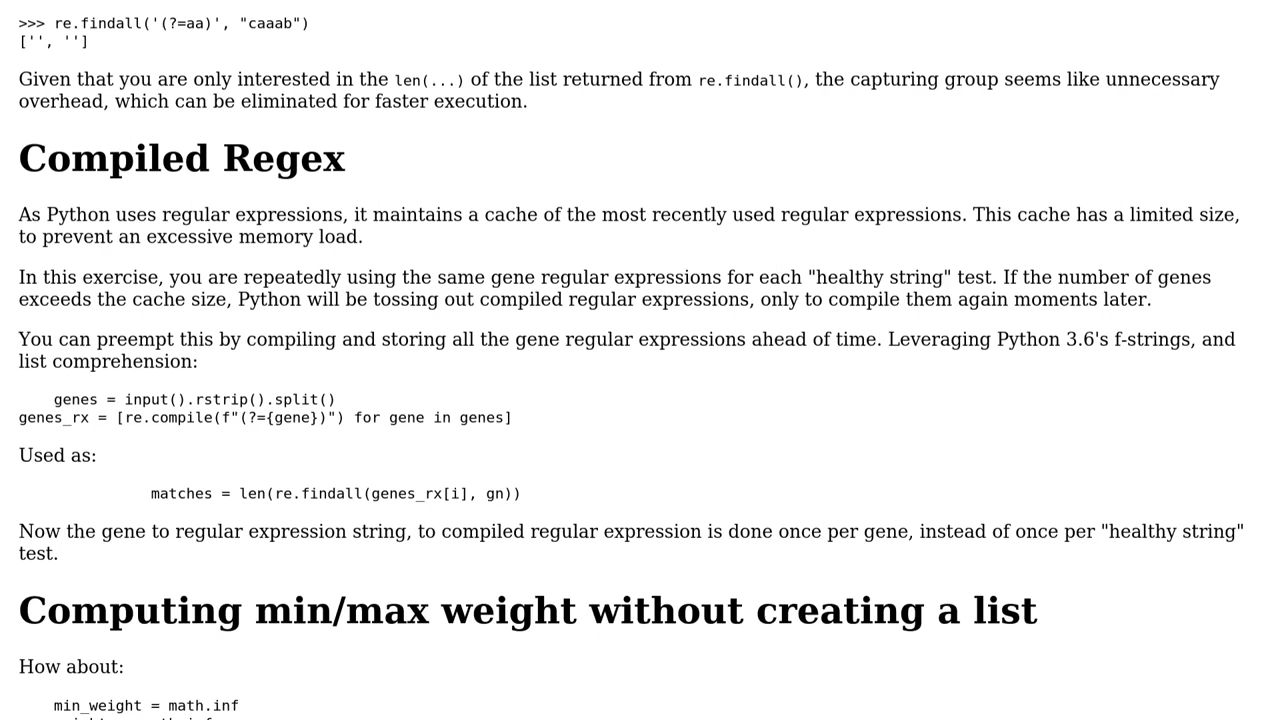 >>> re.findall('(?=aa)', "caaab")
['', '']
Given that you are only interested in the len(...) of the list returned from re.findall(), the capturing group seems like unnecessary
overhead, which can be eliminated for faster execution.
Compiled Regex
As Python uses regular expressions, it maintains a cache of the most recently used regular expressions. This cache has a limited size,
to prevent an excessive memory load.
In this exercise, you are repeatedly using the same gene regular expressions for each "healthy string" test. If the number of genes
exceeds the cache size, Python will be tossing out compiled regular expressions, only to compile them again moments later.
You can preempt this by compiling and storing all the gene regular expressions ahead of time. Leveraging Python 3.6's f-strings, and
list comprehension:
    genes = input().rstrip().split()
genes_rx = [re.compile(f"(?={gene})") for gene in genes]
Used as:
               matches = len(re.findall(genes_rx[i], gn))
Now the gene to regular expression string, to compiled regular expression is done once per gene, instead of once per "healthy string"
test.
Computing min/max weight without creating a list
How about:
    min_weight = math.inf